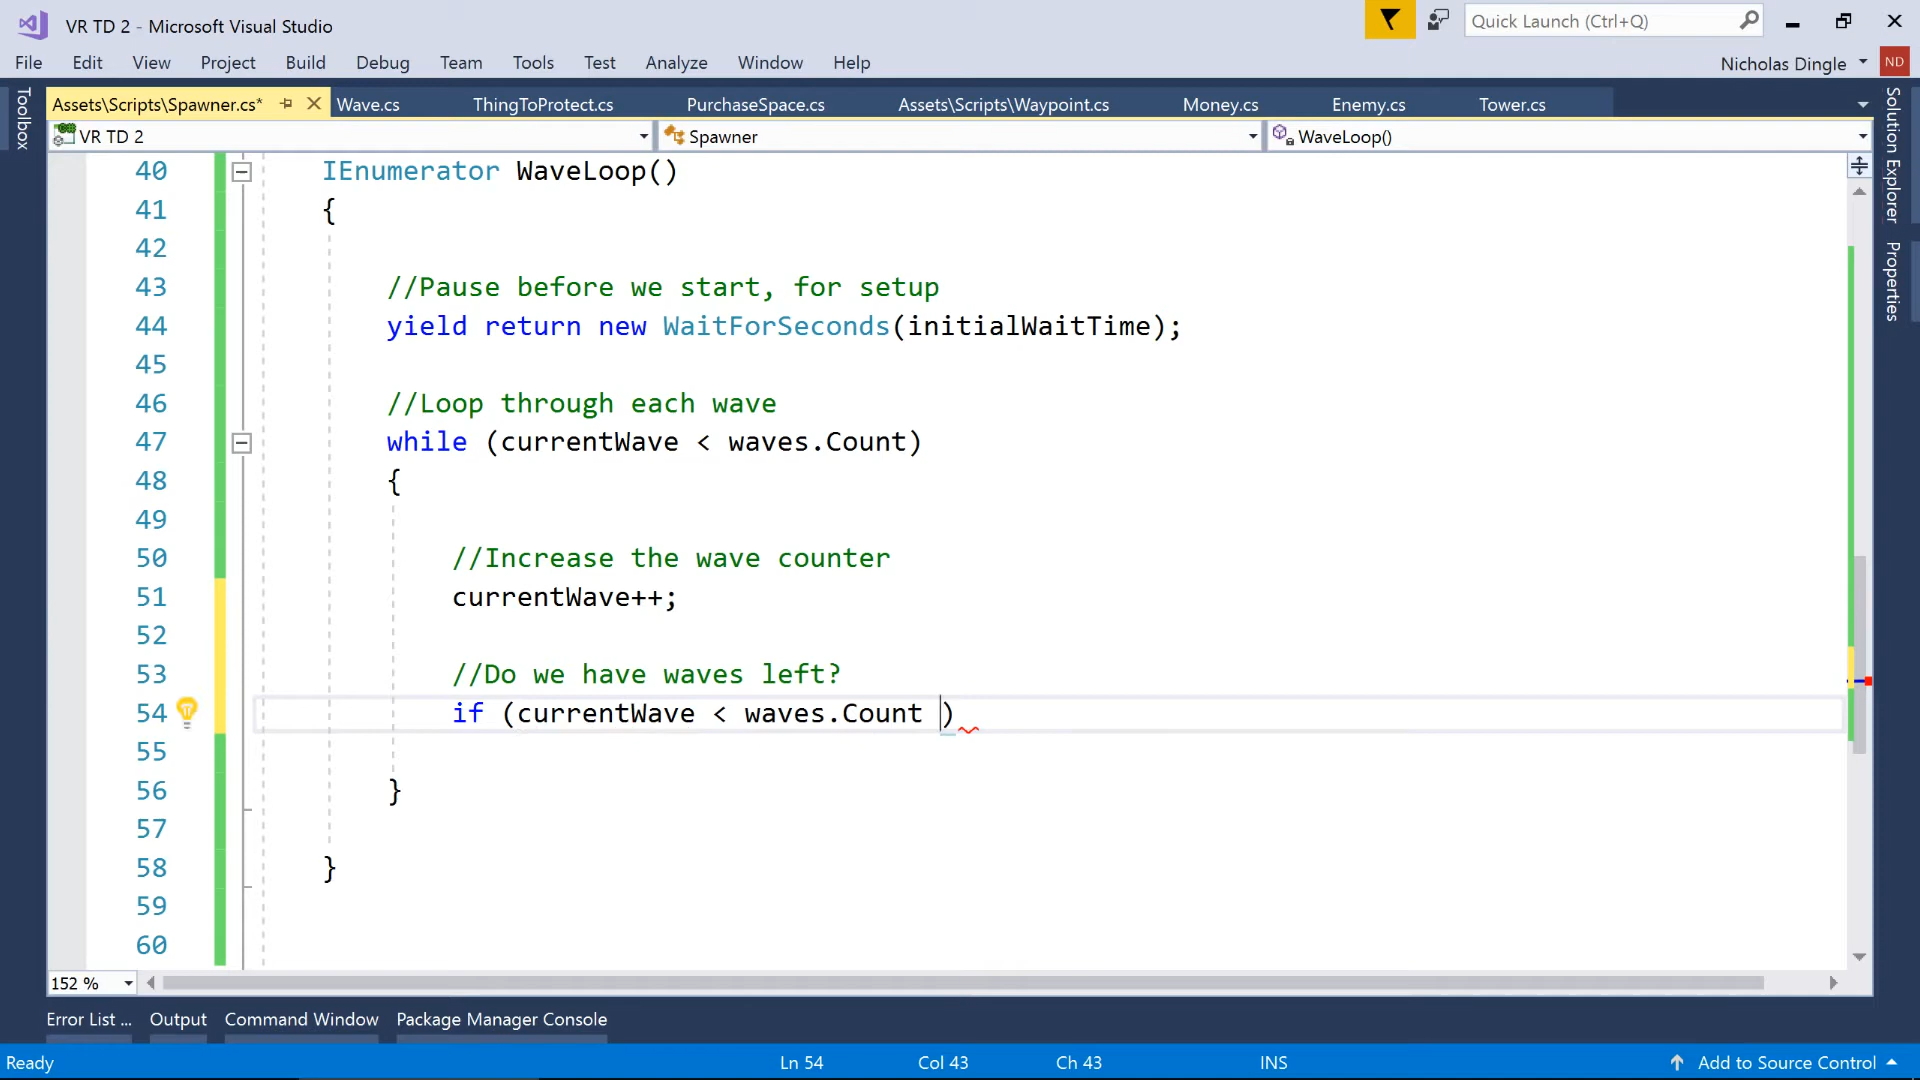 VR TD 2 - Microsoft Visual Studio
Quick Launch (Ctrl+Q)
File Edit View Project Build Debug Team Tools Test Analyze Window Help
Nicholas Dingle ND
Toolbox
Assets\Scripts\Spawner.cs* Wave.cs ThingToProtect.cs PurchaseSpace.cs Assets\Scripts\Waypoint.cs Money.cs Enemy.cs Tower.cs
VR TD 2 Spawner WaveLoop()
Solution Explorer
Properties
40 IEnumerator WaveLoop()
41 {
42
43 //Pause before we start, for setup
44 yield return new WaitForSeconds(initialWaitTime);
45
46 //Loop through each wave
47 while (currentWave < waves.Count)
48 {
49
50 //Increase the wave counter
51 currentWave++;
52
53 //Do we have waves left?
54 if (currentWave < waves.Count )
55
56 }
57
58 }
59
60
152 %
Error List ... Output Command Window Package Manager Console
Ready Ln 54 Col 43 Ch 43 INS Add to Source Control